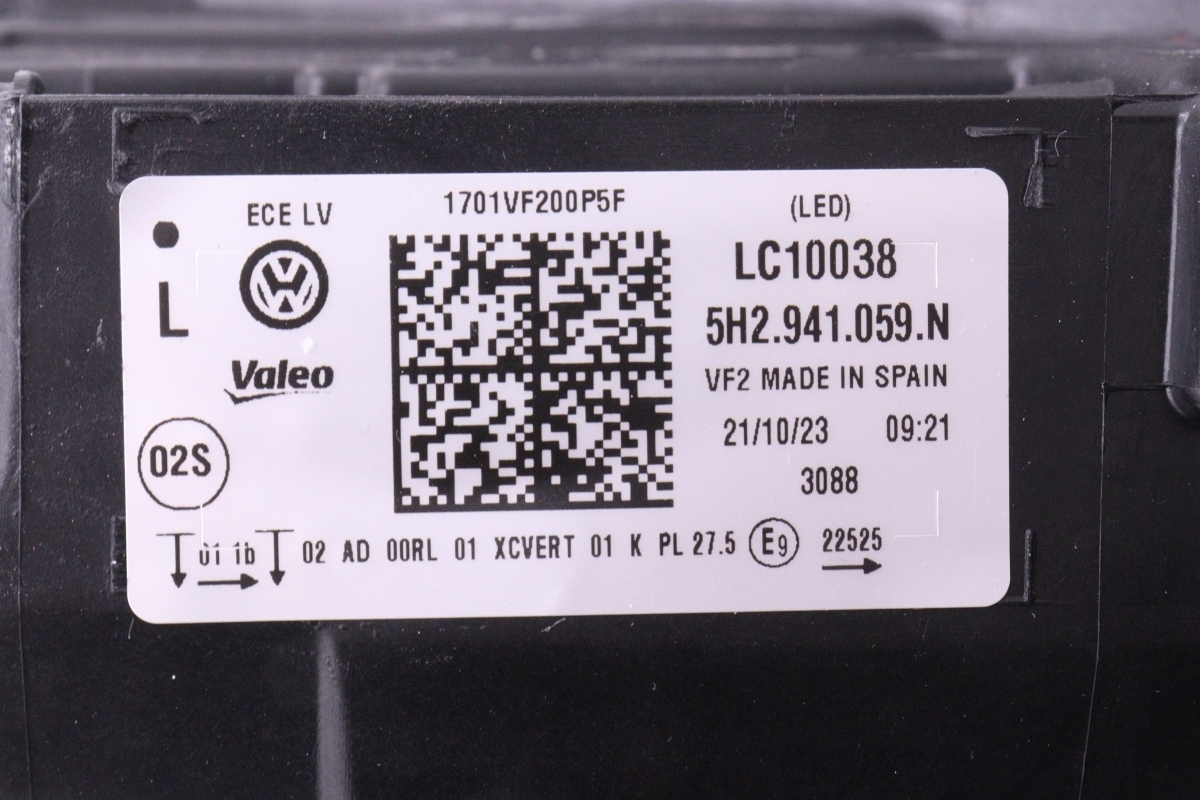 1701VF200P5F
ECE LV
(LED)
L
VW
Valeo
LC10038
5H2.941.059.N
VF2 MADE IN SPAIN
21/10/23 09:21
02S
3088
01 1b 02 AD 00RL 01 XCVERT 01 K PL 27.5 E9 22525